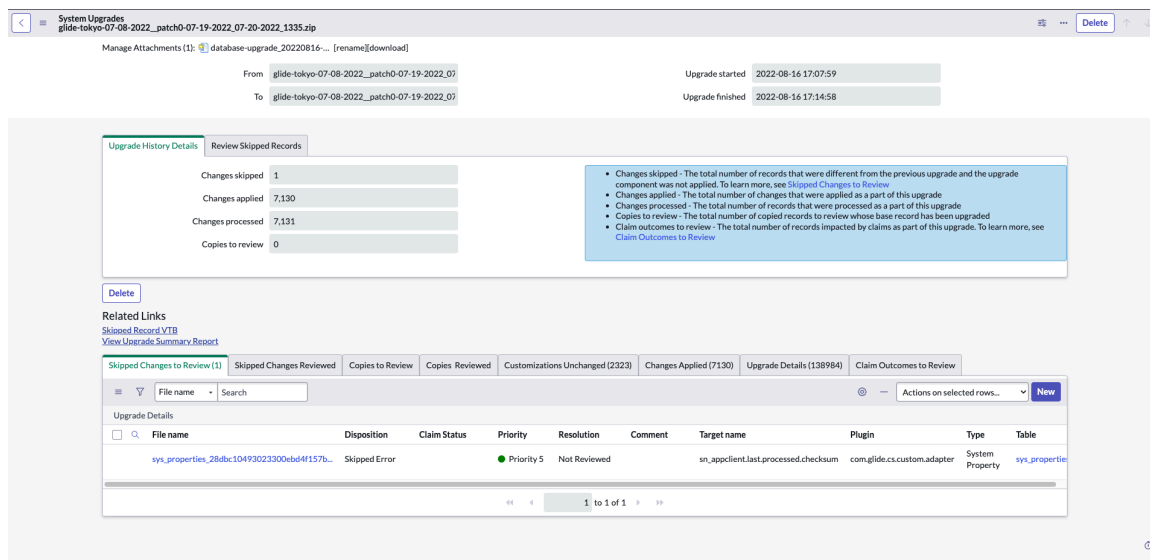 System Upgrades
glide-tokyo-07-08-2022__patch0-07-19-2022_07-20-2022_1335.zip
Delete
Manage Attachments (1): database-upgrade_20220816-... [rename][download]
From glide-tokyo-07-08-2022__patch0-07-19-2022_07
Upgrade started 2022-08-16 17:07:59
To glide-tokyo-07-08-2022__patch0-07-19-2022_07
Upgrade finished 2022-08-16 17:14:58
Upgrade History Details Review Skipped Records
Changes skipped 1
Changes applied 7,130
Changes processed 7,131
Copies to review 0
• Changes skipped - The total number of records that were different from the previous upgrade and the upgrade
component was not applied. To learn more, see Skipped Changes to Review
• Changes applied - The total number of changes that were applied as a part of this upgrade
• Changes processed - The total number of records that were processed as a part of this upgrade
• Copies to review - The total number of copied records to review whose base record has been upgraded
• Claim outcomes to review - The total number of records impacted by claims as part of this upgrade. To learn more, see
Claim Outcomes to Review
Delete
Related Links
Skipped Record VTB
View Upgrade Summary Report
Skipped Changes to Review (1) Skipped Changes Reviewed Copies to Review Copies Reviewed Customizations Unchanged (2323) Changes Applied (7130) Upgrade Details (138984) Claim Outcomes to Review
File name Search Actions on selected rows... New
Upgrade Details
File name Disposition Claim Status Priority Resolution Comment Target name Plugin Type Table
sys_properties_28dbc10493023300ebd4f157b... Skipped Error Priority 5 Not Reviewed sn_appclient.last.processed.checksum com.glide.cs.custom.adapter System Property sys_propertie
1 to 1 of 1